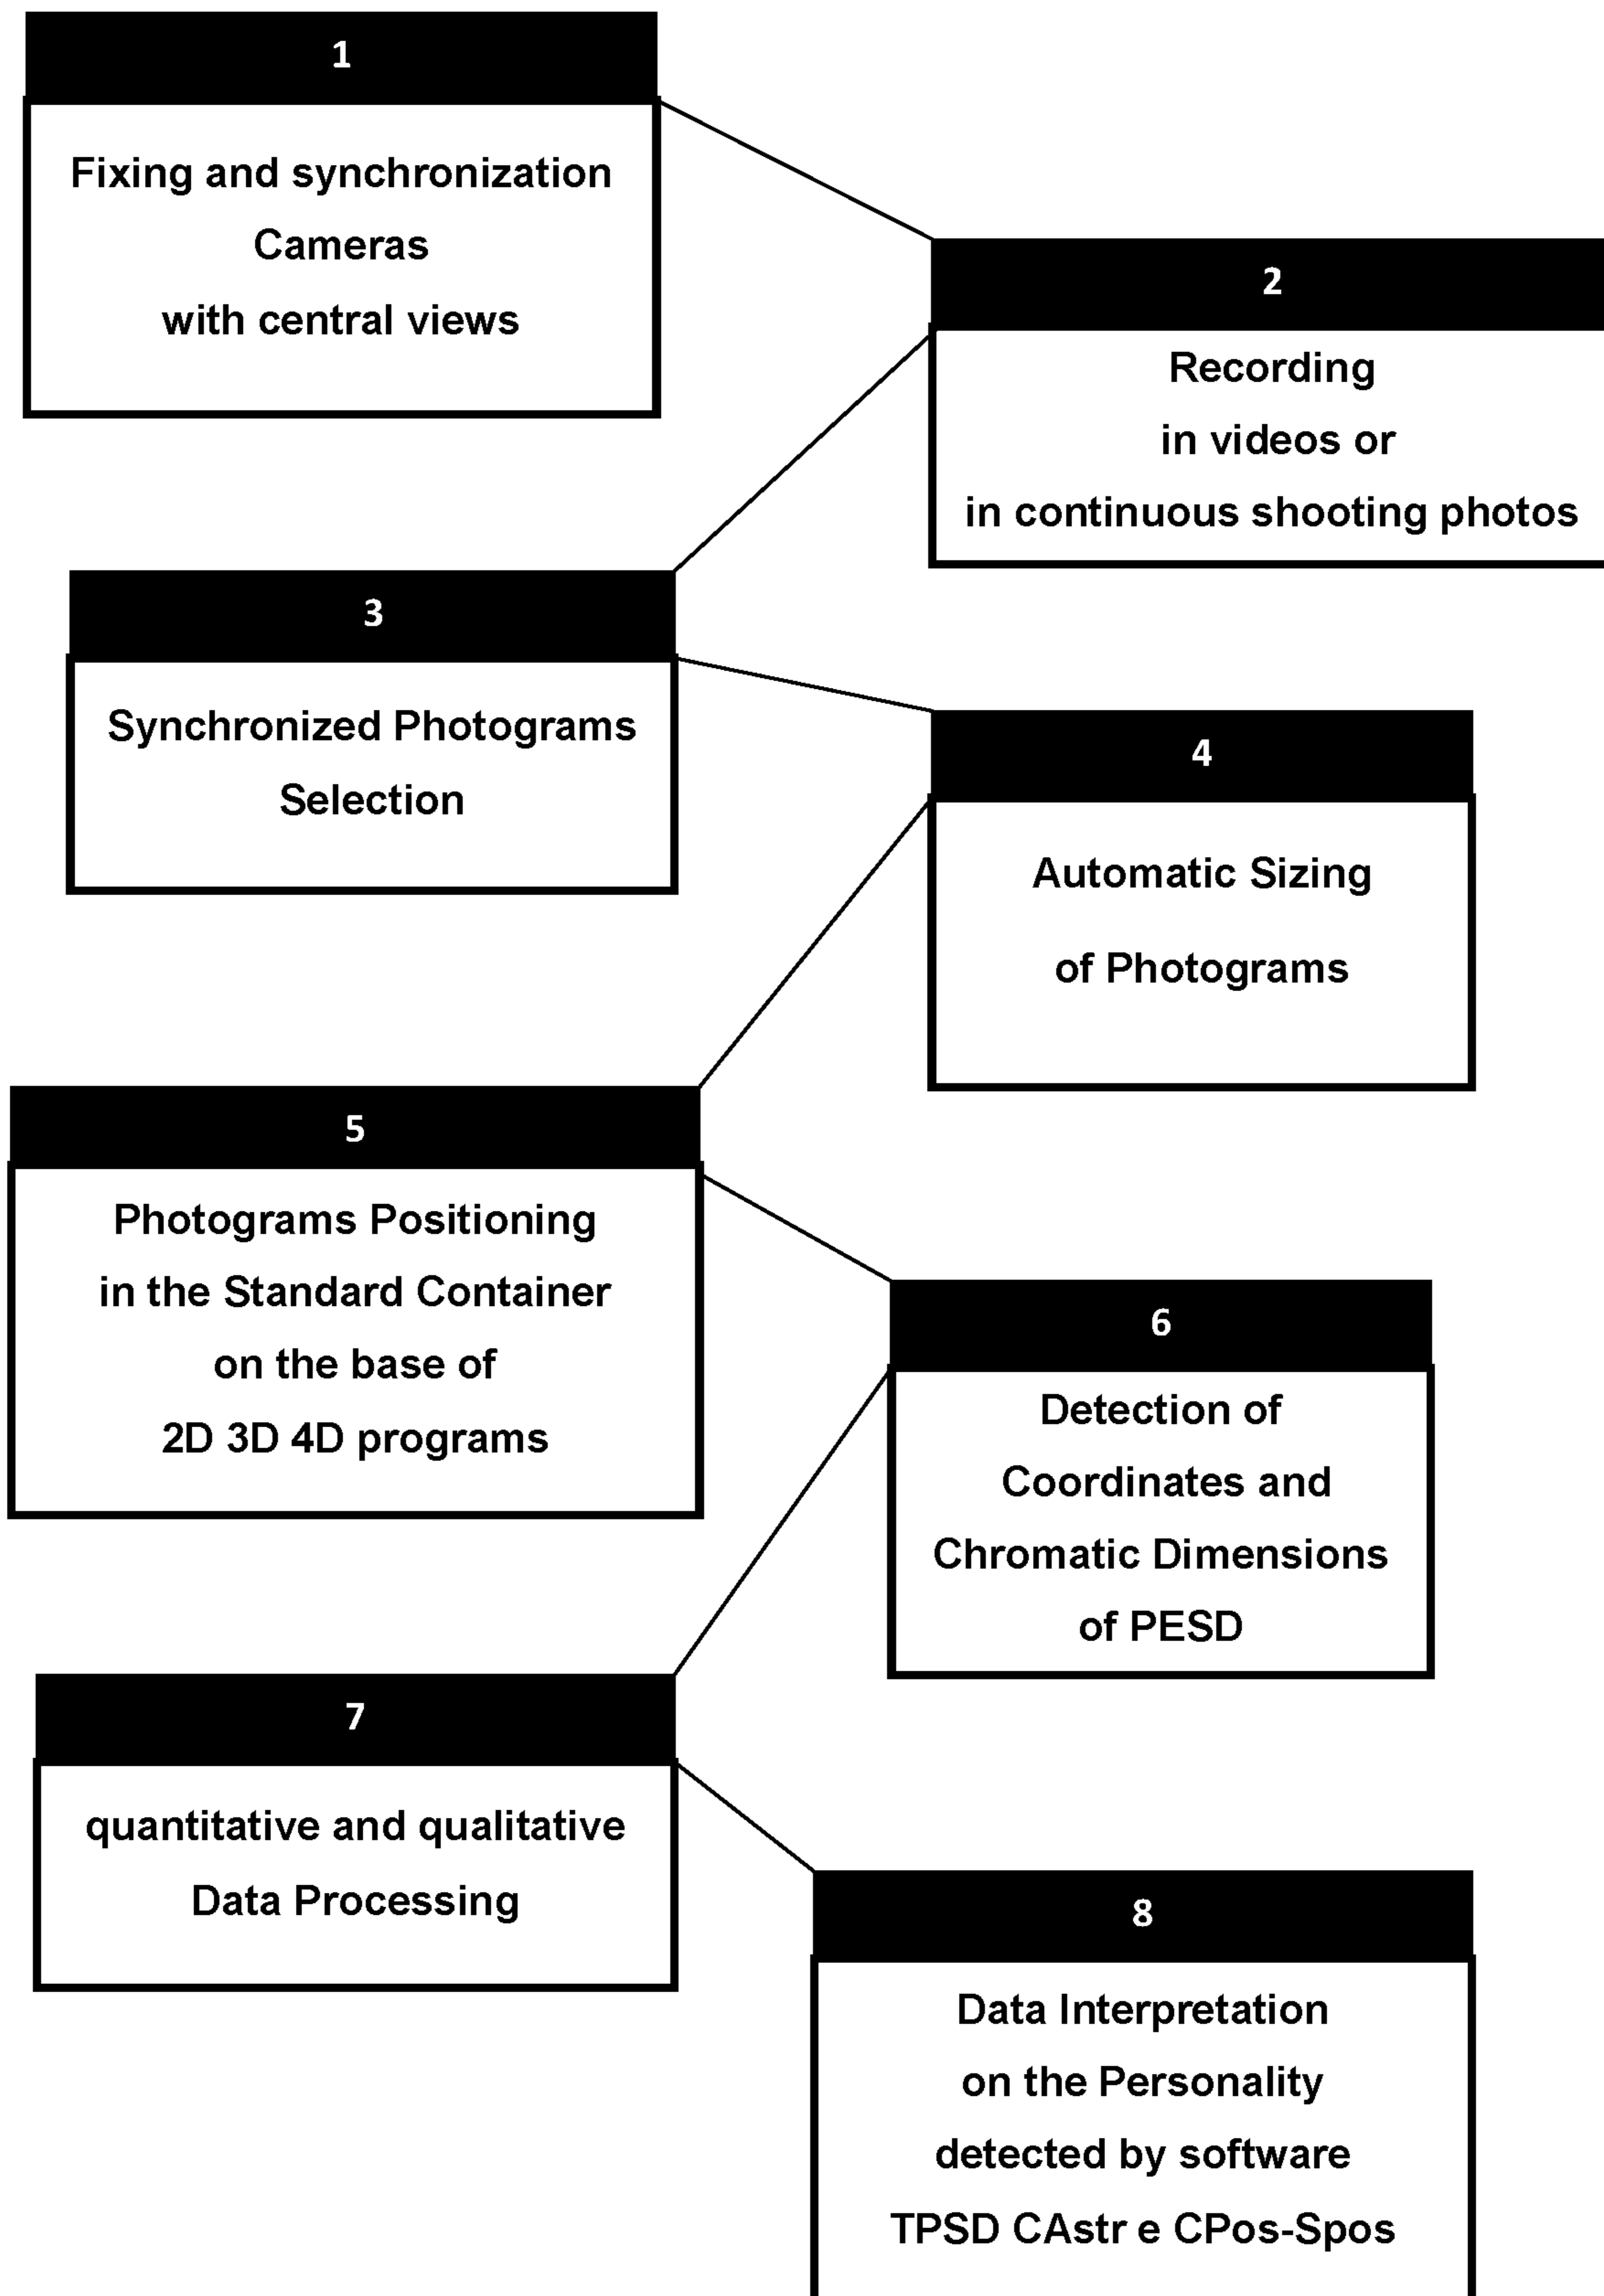 1
Fixing and synchronization
Cameras
with central views
2
Recording
in videos or
in continuous shooting photos
3
Synchronized Photograms
Selection
4
Automatic Sizing
of Photograms
5
Photograms Positioning
in the Standard Container
on the base of
2D 3D 4D programs
6
Detection of
Coordinates and
Chromatic Dimensions
of PESD
7
quantitative and qualitative
Data Processing
8
Data Interpretation
on the Personality
detected by software
TPSD CAstr e CPos-Spos